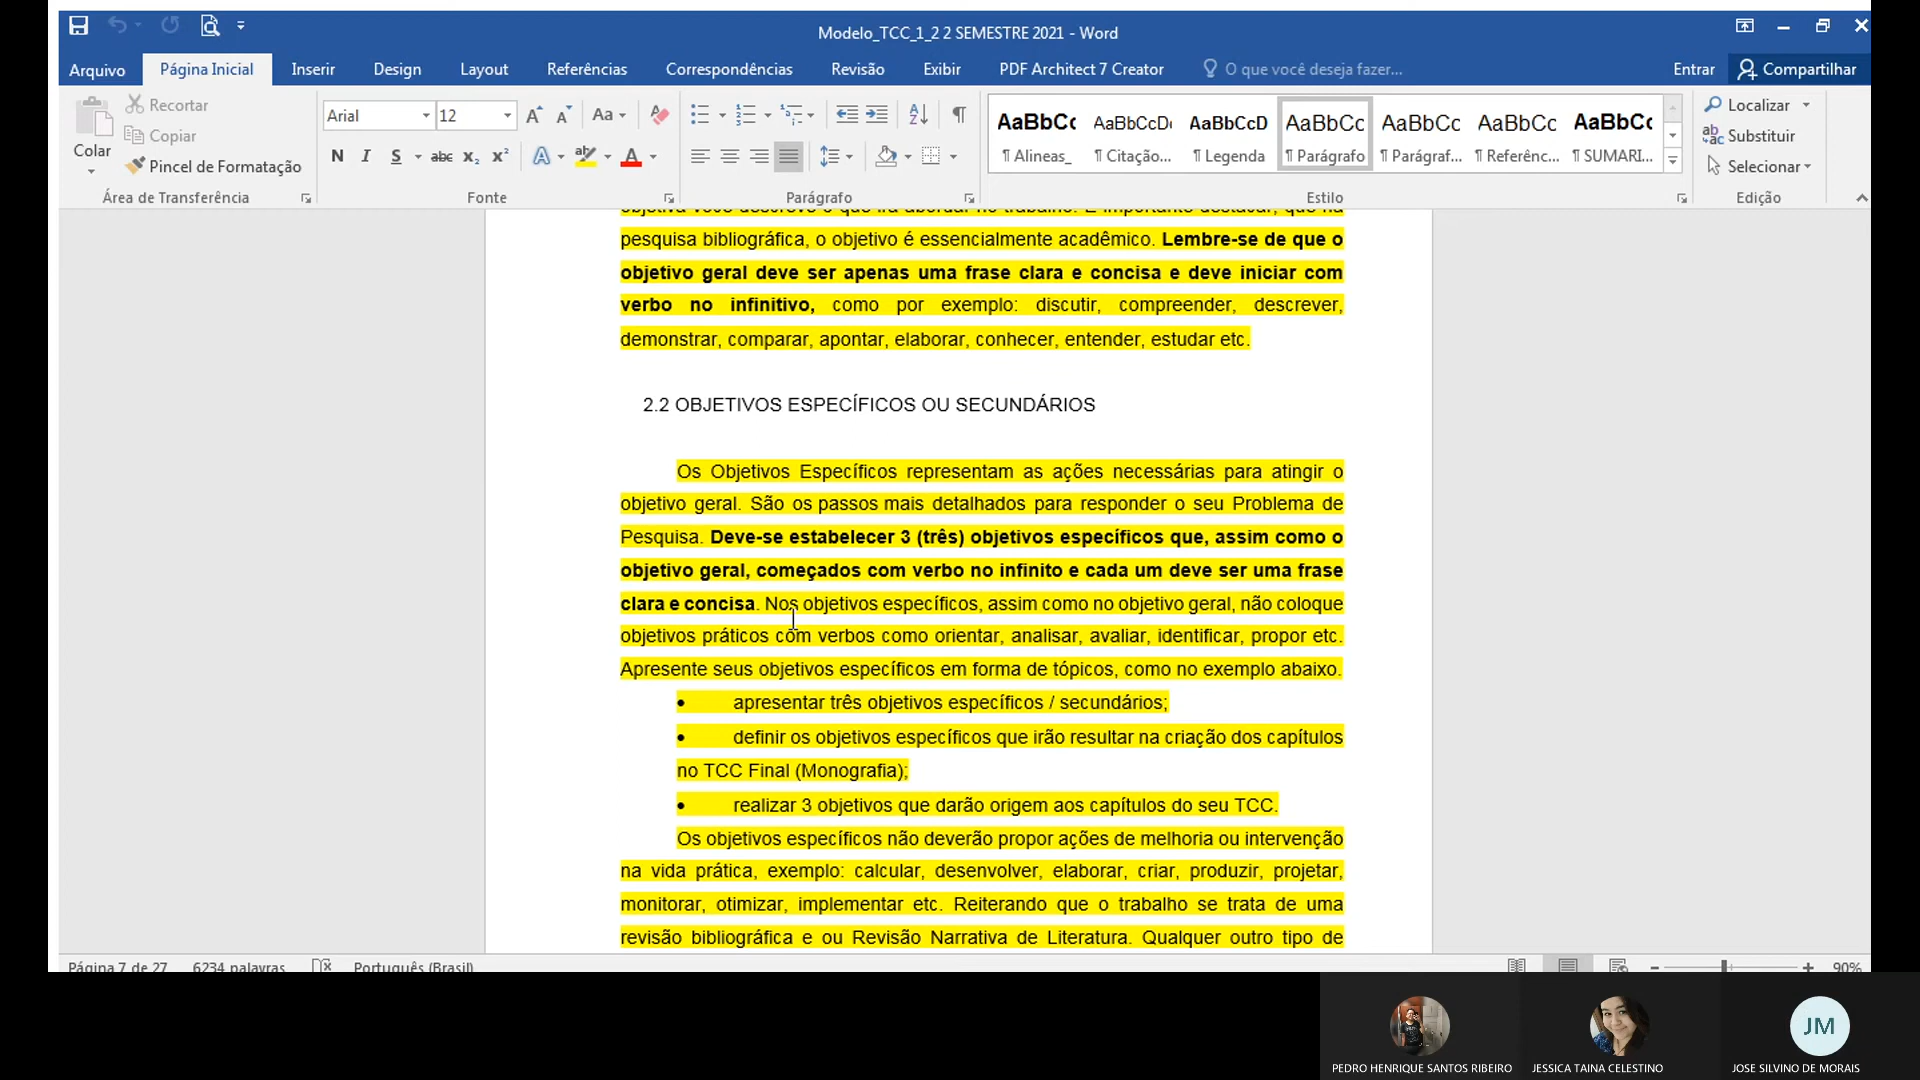 Modelo_TCC_1_2 2 SEMESTRE 2021 - Word
Arquivo Página Inicial Inserir Design Layout Referências Correspondências Revisão Exibir PDF Architect 7 Creator O que você deseja fazer... Entrar Compartilhar
Colar
Recortar
Copiar
Pincel de Formatação
Área de Transferência
Arial 12
Fonte
Parágrafo
AaBbCc AaBbCcDc AaBbCcD AaBbCc AaBbCc AaBbCc AaBbCc
¶ Alineas_ ¶ Citação... ¶ Legenda ¶ Parágrafo ¶ Parágraf... ¶ Referênc... ¶ SUMARI...
Estilo
Localizar
Substituir
Selecionar
Edição
objetiva você descreve o que irá abordar no trabalho. É importante destacar, que na
pesquisa bibliográfica, o objetivo é essencialmente acadêmico. Lembre-se de que o
objetivo geral deve ser apenas uma frase clara e concisa e deve iniciar com
verbo no infinitivo, como por exemplo: discutir, compreender, descrever,
demonstrar, comparar, apontar, elaborar, conhecer, entender, estudar etc.
2.2 OBJETIVOS ESPECÍFICOS OU SECUNDÁRIOS
Os Objetivos Específicos representam as ações necessárias para atingir o
objetivo geral. São os passos mais detalhados para responder o seu Problema de
Pesquisa. Deve-se estabelecer 3 (três) objetivos específicos que, assim como o
objetivo geral, começados com verbo no infinito e cada um deve ser uma frase
clara e concisa. Nos objetivos específicos, assim como no objetivo geral, não coloque
objetivos práticos com verbos como orientar, analisar, avaliar, identificar, propor etc.
Apresente seus objetivos específicos em forma de tópicos, como no exemplo abaixo.
• apresentar três objetivos específicos / secundários;
• definir os objetivos específicos que irão resultar na criação dos capítulos
no TCC Final (Monografia);
• realizar 3 objetivos que darão origem aos capítulos do seu TCC.
Os objetivos específicos não deverão propor ações de melhoria ou intervenção
na vida prática, exemplo: calcular, desenvolver, elaborar, criar, produzir, projetar,
monitorar, otimizar, implementar etc. Reiterando que o trabalho se trata de uma
revisão bibliográfica e ou Revisão Narrativa de Literatura. Qualquer outro tipo de
Página 7 de 27 6234 palavras Português (Brasil) 90%
JM
PEDRO HENRIQUE SANTOS RIBEIRO JESSICA TAINA CELESTINO JOSE SILVINO DE MORAIS